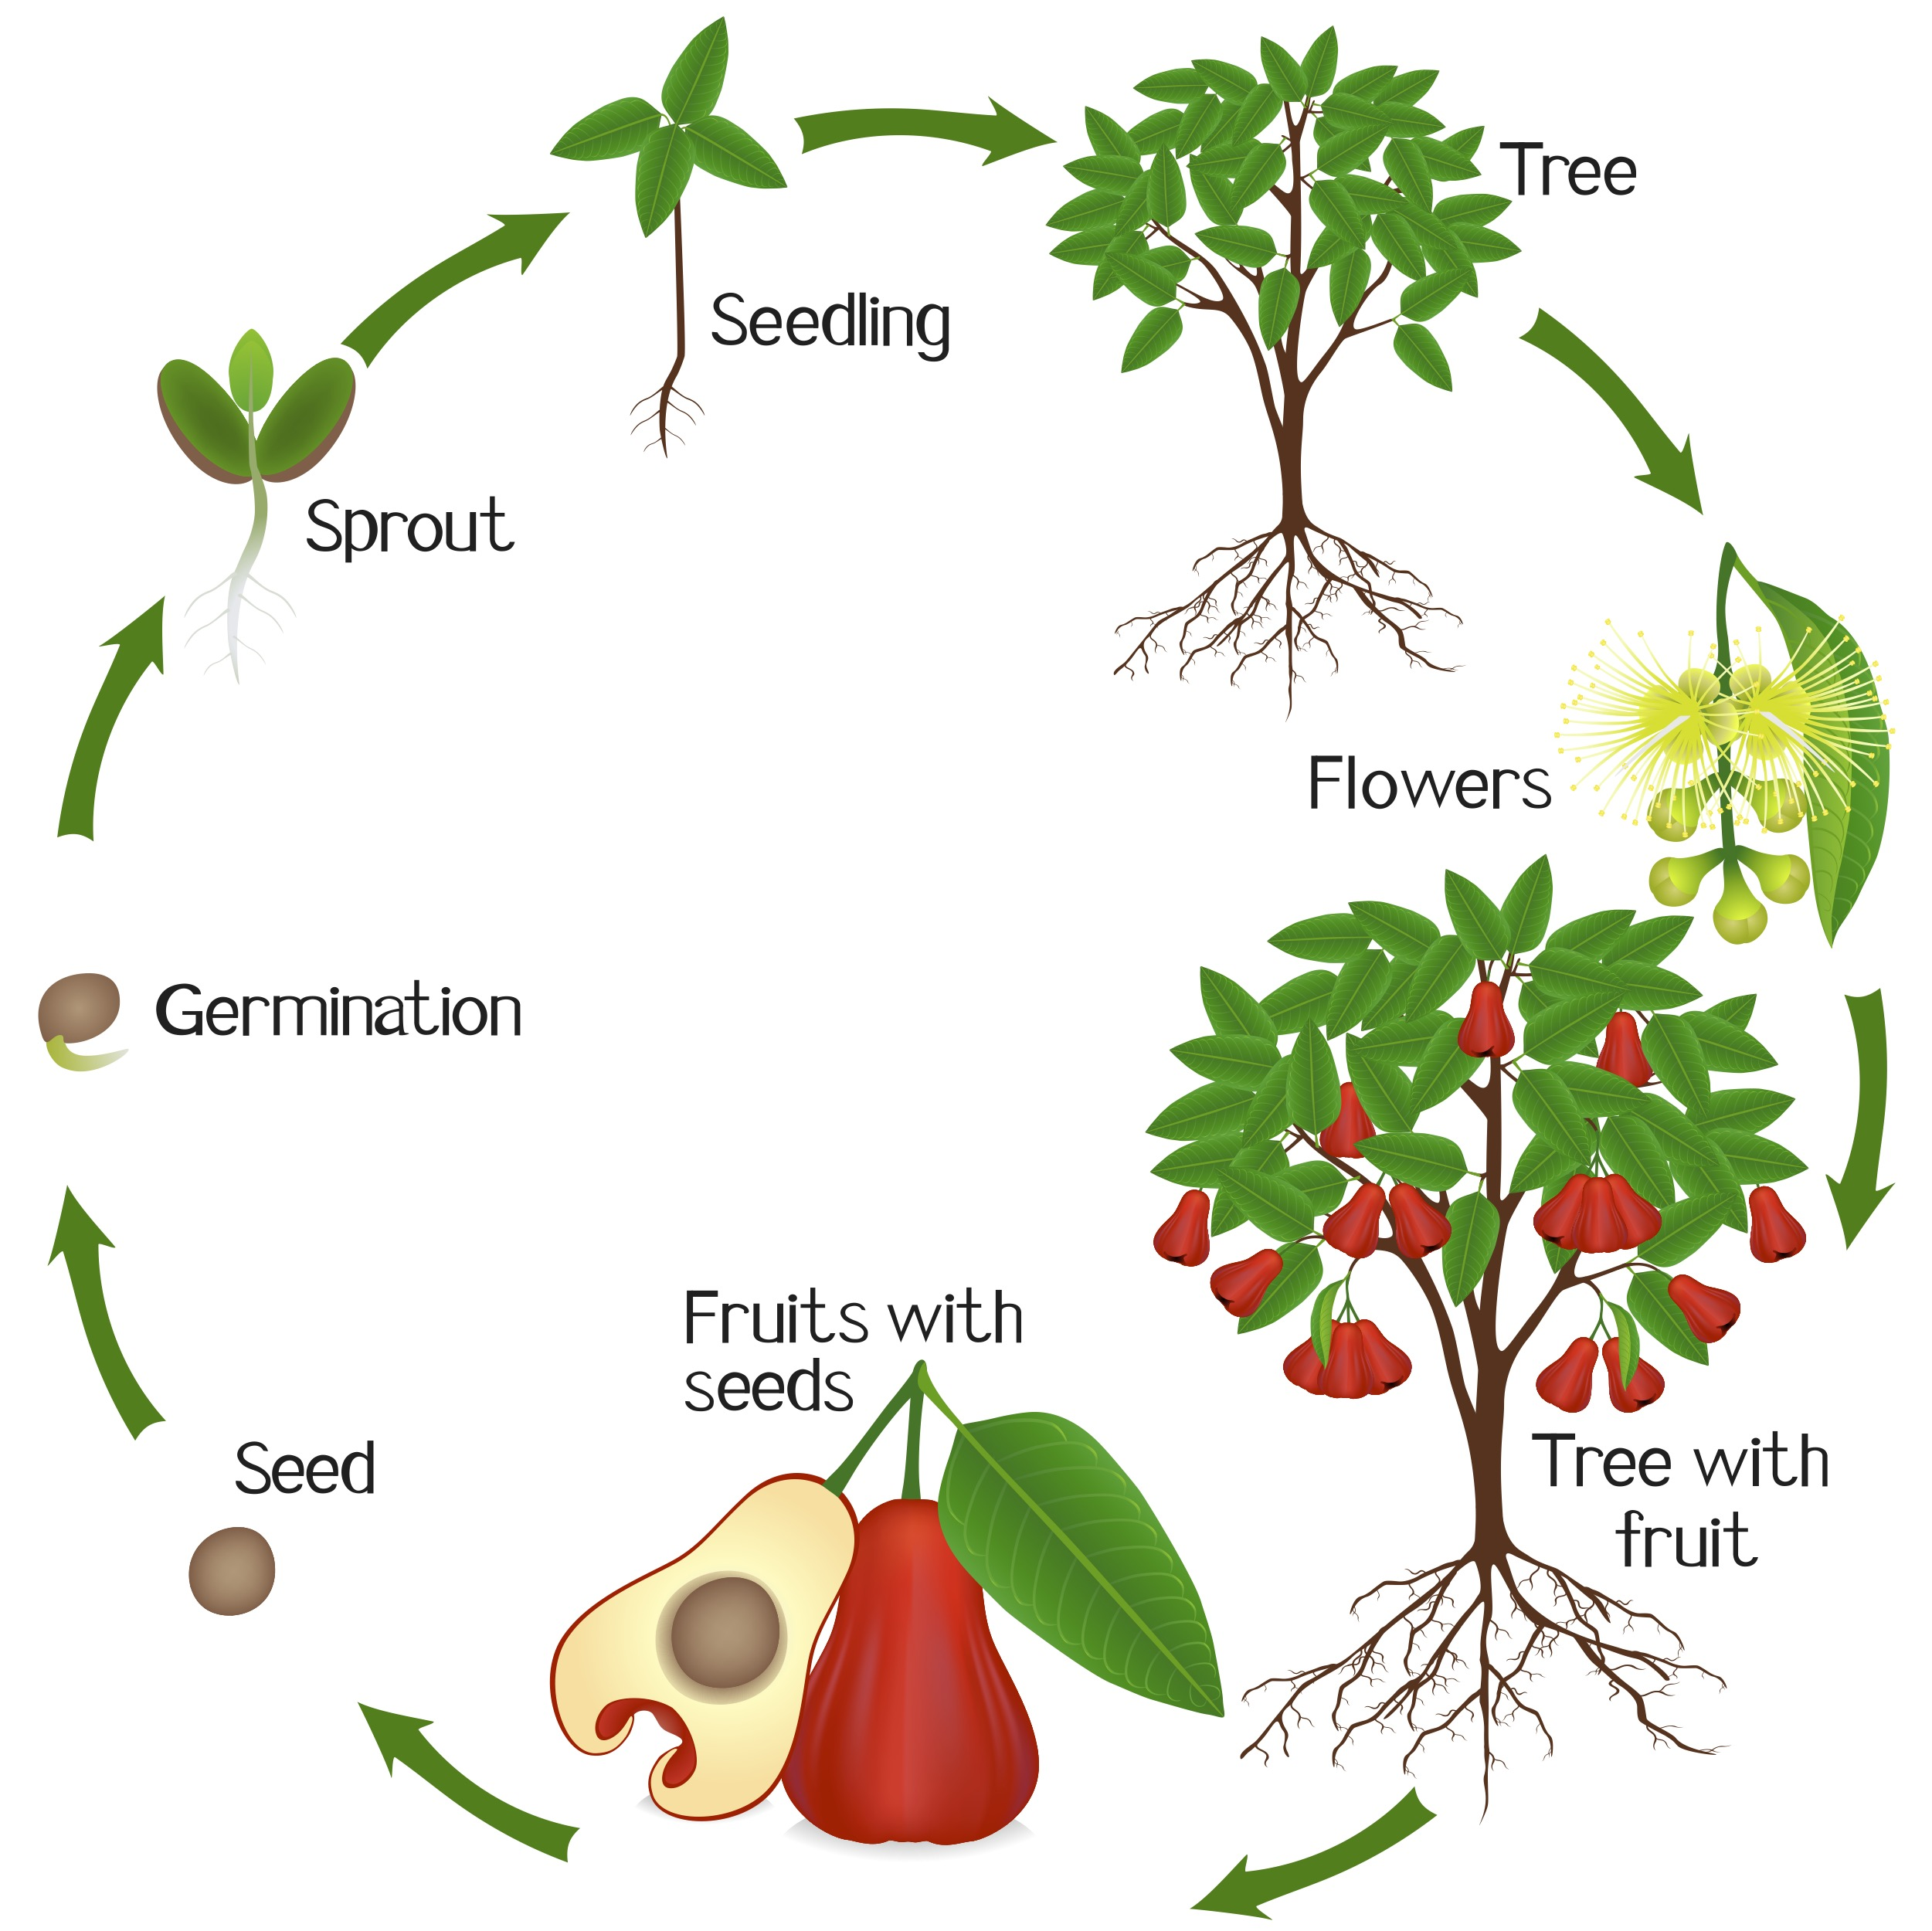 Tree
Seedling
Sprout
Flowers
Germination
Fruits with
seeds
Tree with
fruit
Seed